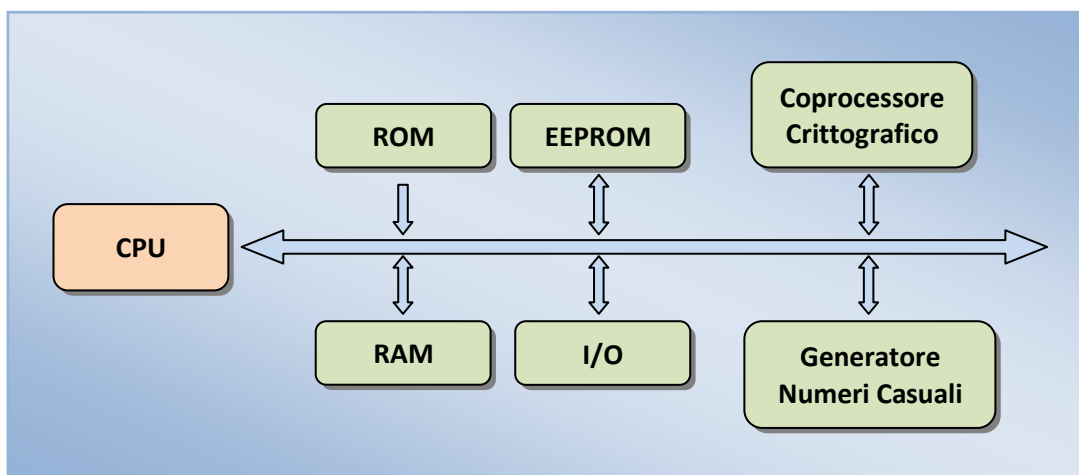 ROM
EEPROM
Coprocessore
Crittografico
CPU
RAM
I/O
Generatore
Numeri Casuali